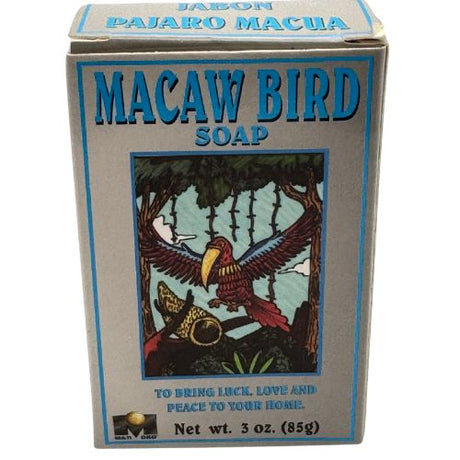 JABON
PAJARO MACUA
MACAW BIRD
SOAP
TO BRING LUCK, LOVE AND
PEACE TO YOUR HOME.
Net wt. 3 oz. (85g)